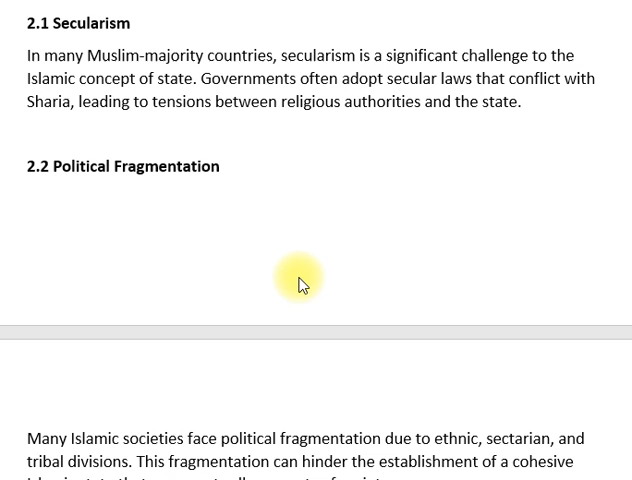 2.1 Secularism
In many Muslim-majority countries, secularism is a significant challenge to the
Islamic concept of state. Governments often adopt secular laws that conflict with
Sharia, leading to tensions between religious authorities and the state.
2.2 Political Fragmentation
Many Islamic societies face political fragmentation due to ethnic, sectarian, and
tribal divisions. This fragmentation can hinder the establishment of a cohesive